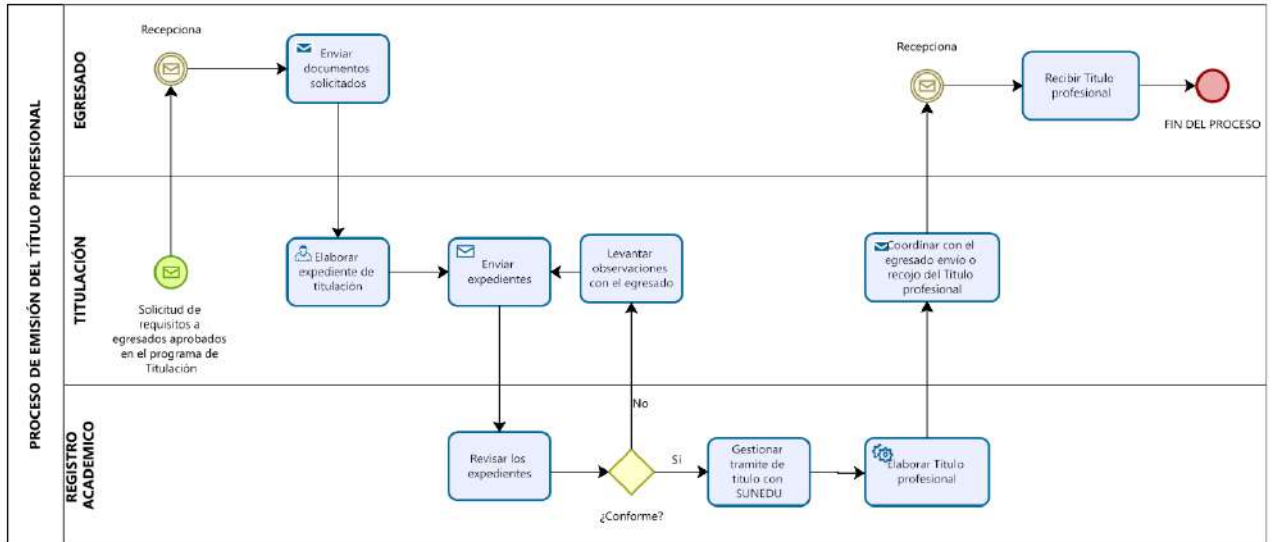 PROCESO DE EMISIÓN DEL TÍTULO PROFESIONAL
EGRESADO
Recepciona
Enviar
documentos
solicitados
Recepciona
Recibir Titulo
profesional
FIN DEL PROCESO
TITULACIÓN
Solicitud de
requisitos a
egresados aprobados
en el programa de
Titulación
Elaborar
expediente de
titulación
Enviar
expedientes
Levantar
observaciones
con el egresado
Coordinar con el
egresado envío o
recojo del Título
profesional
REGISTRO
ACADEMICO
Revisar los
expedientes
No
¿Conforme?
Si
Gestionar
tramite de
titulo con
SUNEDU
Elaborar Titulo
profesional